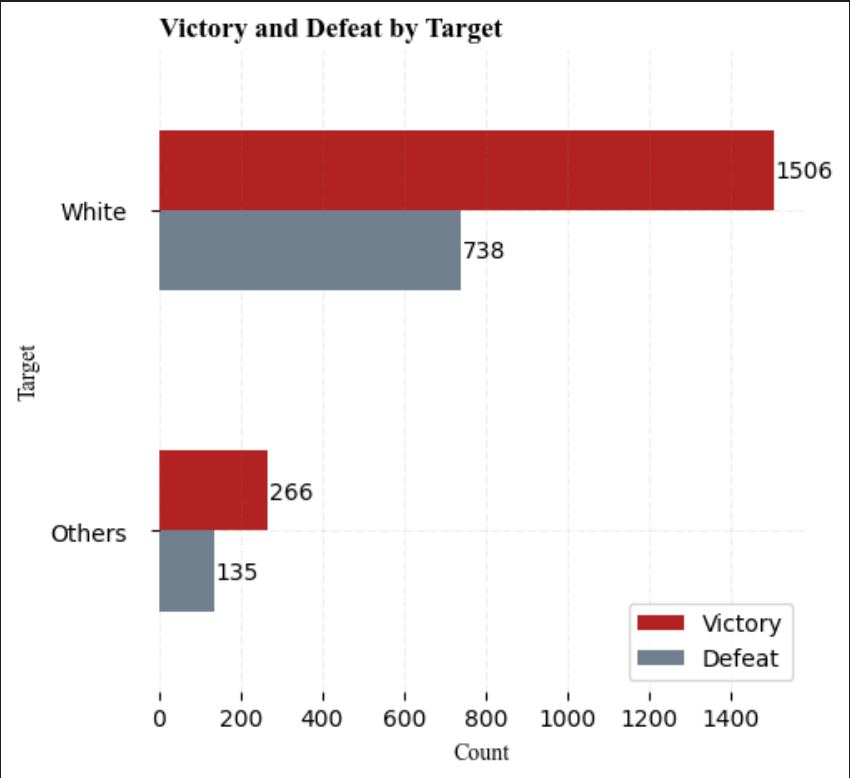 Victory and Defeat by Target
1506
White
738
Target
266
Others
135
Victory
Defeat
0 200 400 600 800 1000 1200 1400
Count